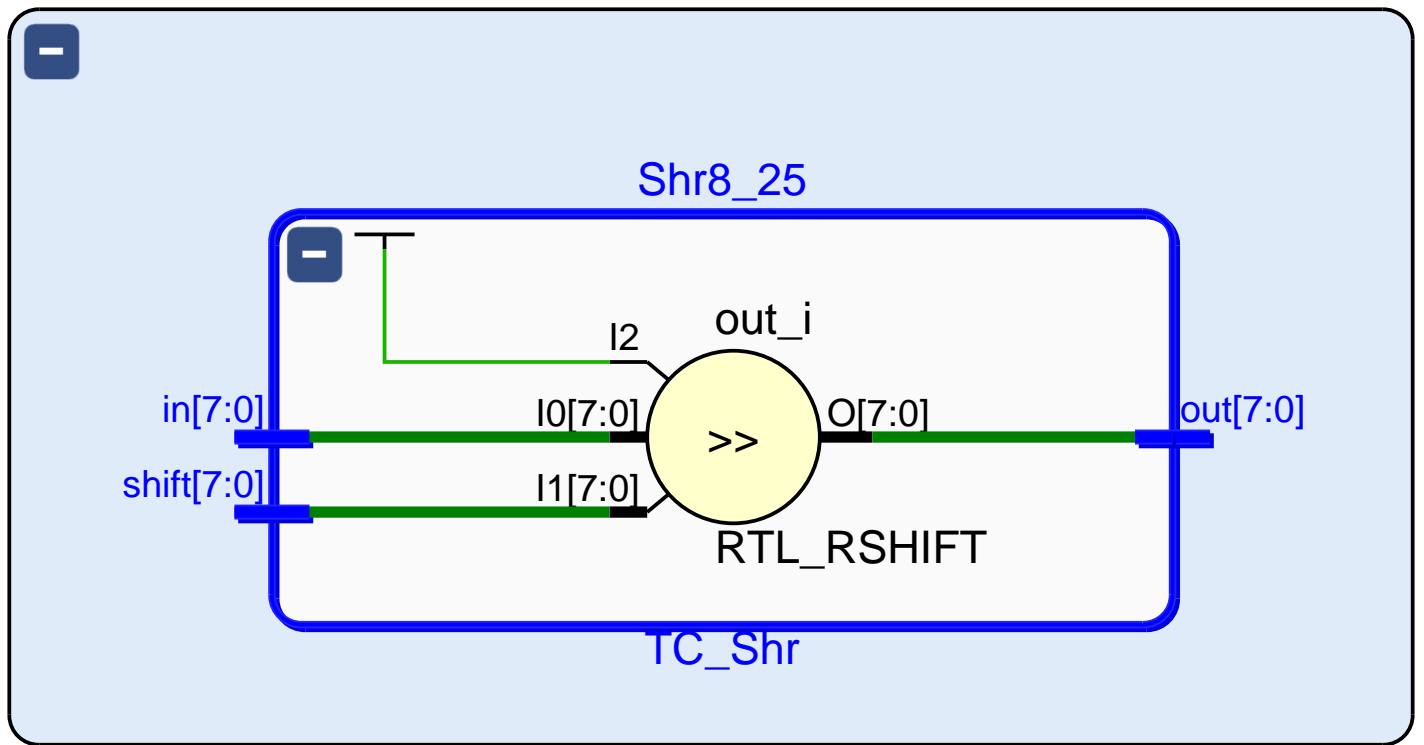 Shr8_25
out_i
I2
in[7:0]
I0[7:0]
O[7:0]
out[7:0]
>>
shift[7:0]
I1[7:0]
RTL_RSHIFT
TC_Shr